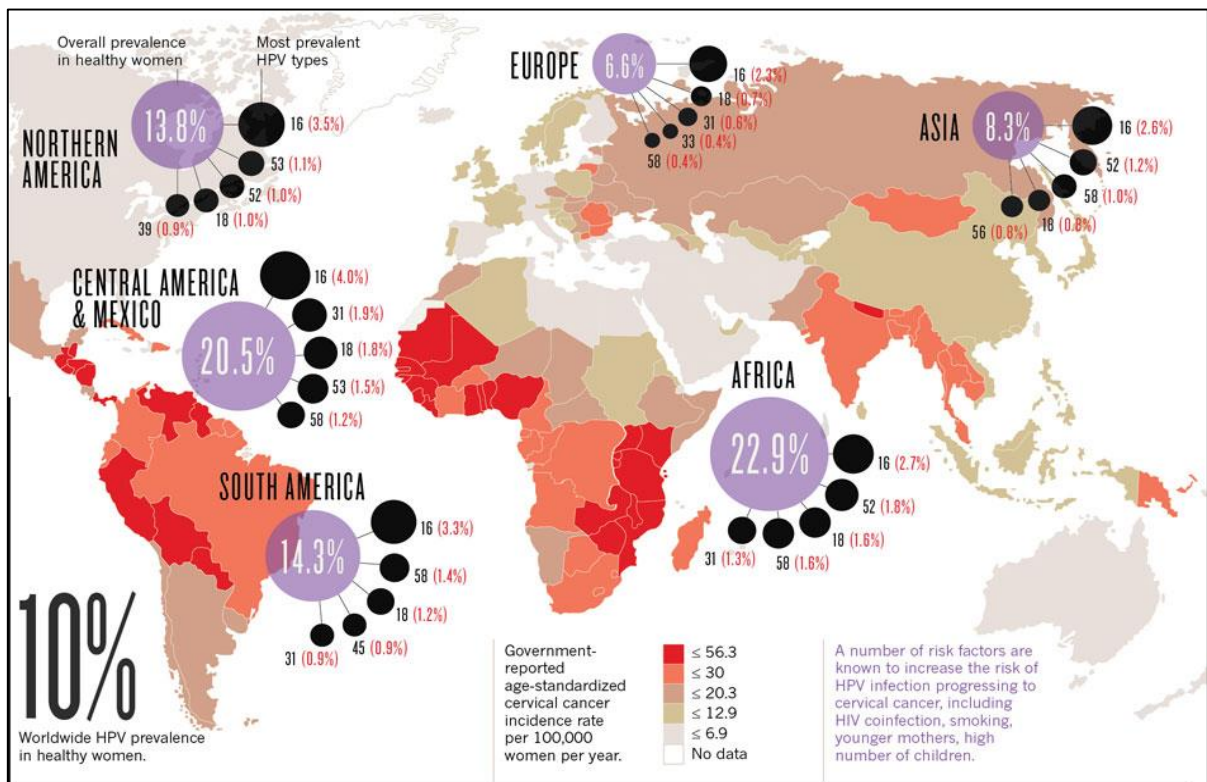 Overall prevalence
in healthy women
Most prevalent
HPV types
NORTHERN
AMERICA
13.8%
16 (3.5%)
53 (1.1%)
52 (1.0%)
18 (1.0%)
39 (0.9%)
EUROPE
6.6%
16 (2.3%)
18 (0.7%)
31 (0.6%)
33 (0.4%)
58 (0.4%)
ASIA
8.3%
16 (2.6%)
52 (1.2%)
58 (1.0%)
18 (0.8%)
56 (0.8%)
CENTRAL AMERICA
& MEXICO
20.5%
16 (4.0%)
31 (1.9%)
18 (1.8%)
53 (1.5%)
58 (1.2%)
AFRICA
22.9%
16 (2.7%)
52 (1.8%)
18 (1.6%)
58 (1.6%)
31 (1.3%)
SOUTH AMERICA
14.3%
16 (3.3%)
58 (1.4%)
18 (1.2%)
45 (0.9%)
31 (0.9%)
10%
Worldwide HPV prevalence
in healthy women.
Government-
reported
age-standardized
cervical cancer
incidence rate
per 100,000
women per year.
≤ 56.3
≤ 30
≤ 20.3
≤ 12.9
≤ 6.9
No data
A number of risk factors are
known to increase the risk of
HPV infection progressing to
cervical cancer, including
HIV coinfection, smoking,
younger mothers, high
number of children.